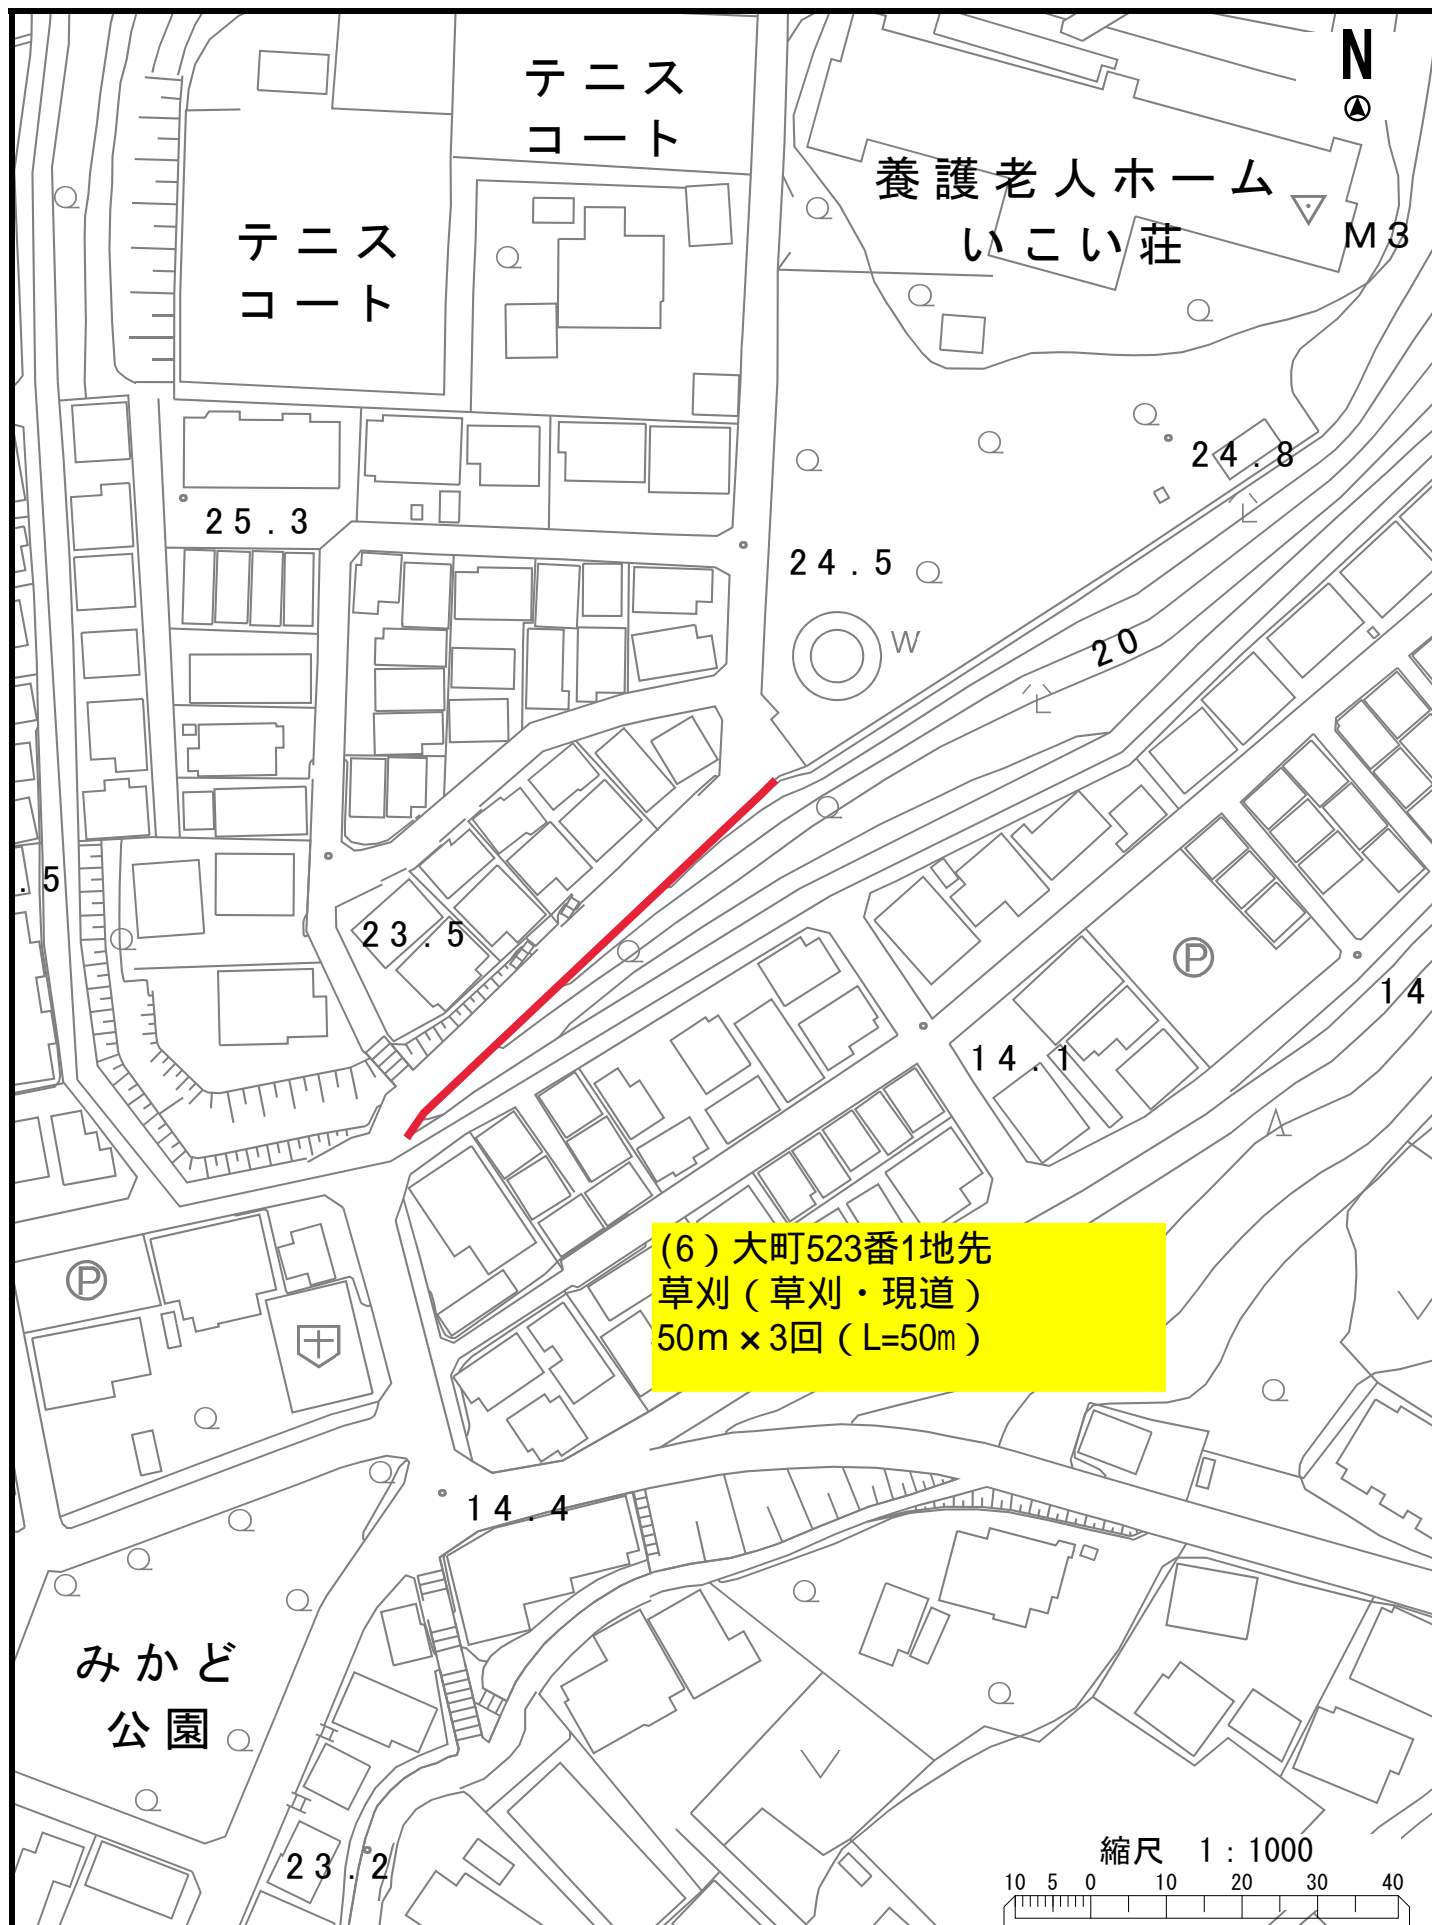 N
テニス
コート
テニス
コート
養護老人ホーム
いこい荘
M3
24.8
25.3
24.5
W
20
.5
23.5
P
14
14.1
(6）大町523番1地先
草刈（草刈・現道）
50m×3回（L=50m）
P
14.4
みかど
公園
23.2
縮尺　1：1000
10 5 0 10 20 30 40